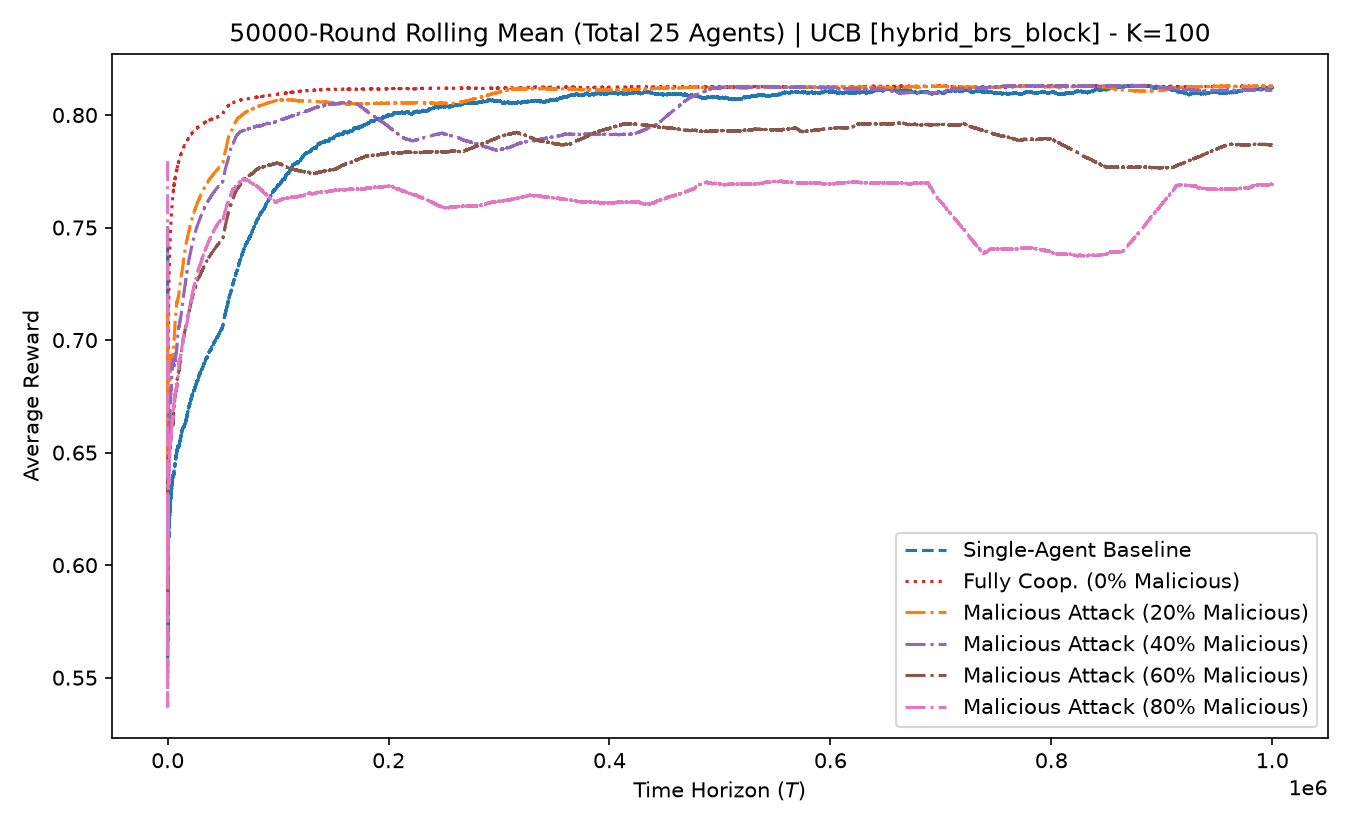 50000-Round Rolling Mean (Total 25 Agents) | UCB [hybrid_brs_block] - K=100
Average Reward
0.80
0.75
0.70
0.65
0.60
0.55
Single-Agent Baseline
Fully Coop. (0% Malicious)
Malicious Attack (20% Malicious)
Malicious Attack (40% Malicious)
Malicious Attack (60% Malicious)
Malicious Attack (80% Malicious)
0.0 0.2 0.4 0.6 0.8 1.0
1e6
Time Horizon (T)